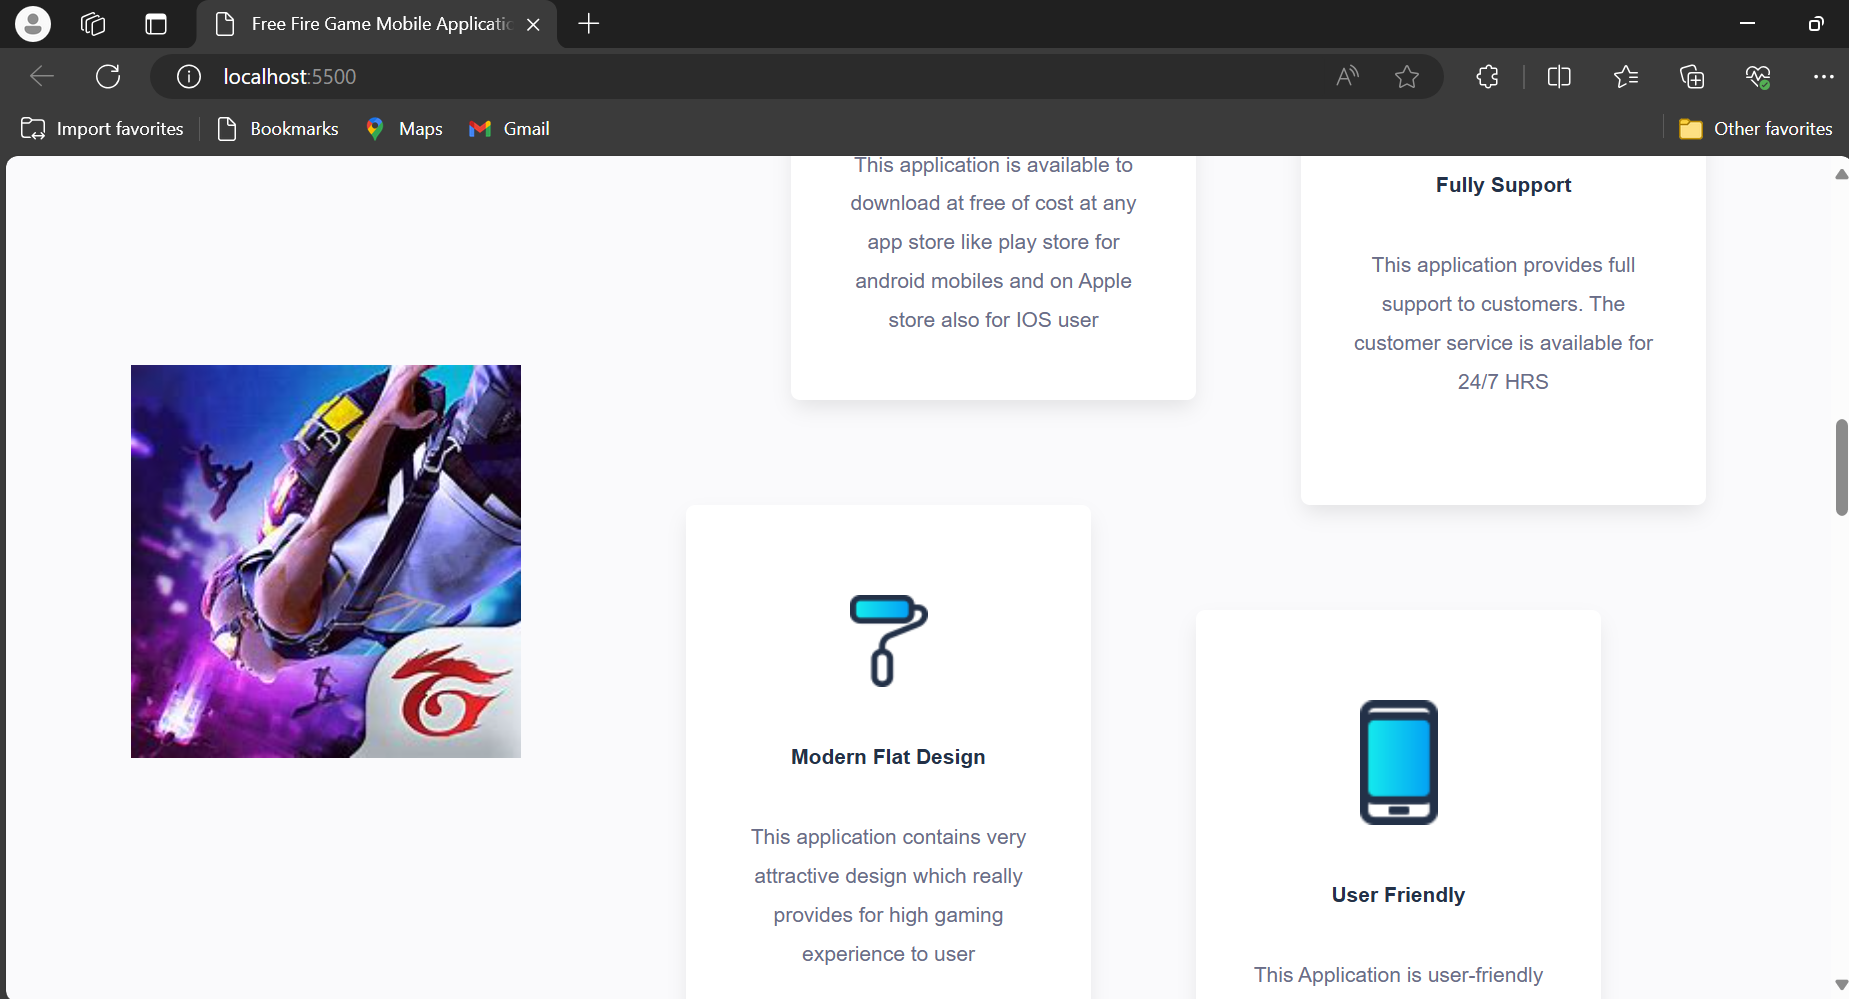 Free Fire Game Mobile Applicatio
localhost:5500
Import favorites
Bookmarks
Maps
Gmail
Other favorites
This application is available to
download at free of cost at any
app store like play store for
android mobiles and on Apple
store also for IOS user
Fully Support
This application provides full
support to customers. The
customer service is available for
24/7 HRS
Modern Flat Design
This application contains very
attractive design which really
provides for high gaming
experience to user
User Friendly
This Application is user-friendly